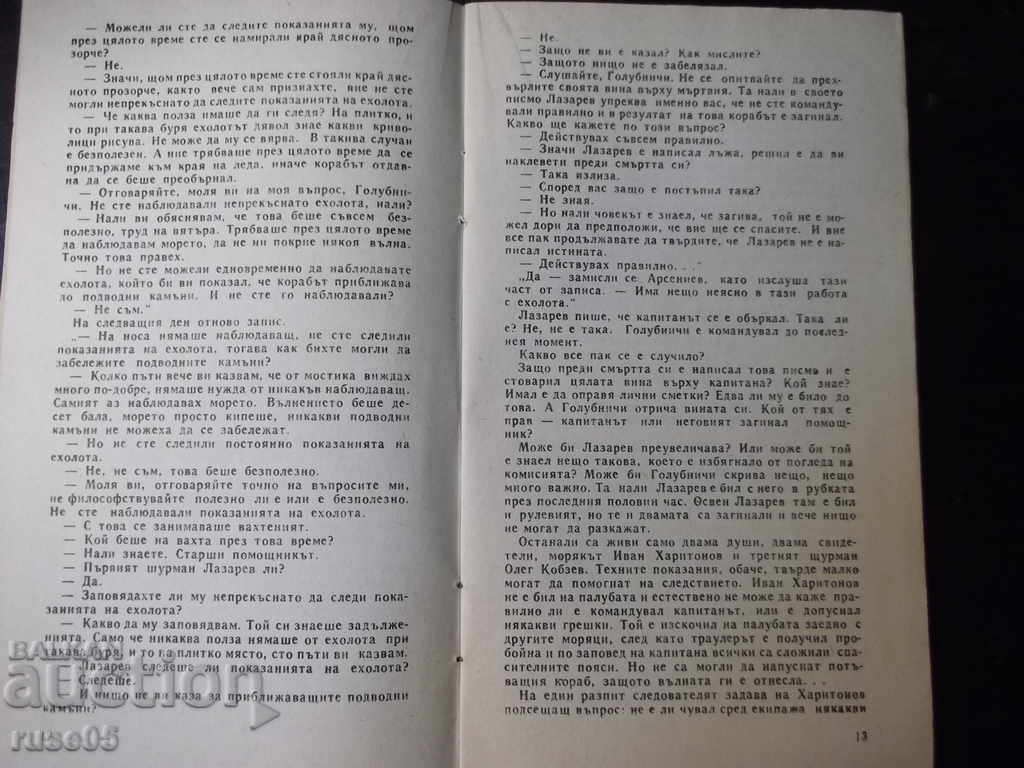 — Можели ли сте да следите показанията му, щом
през цялото време сте се намирали край дясното про-
зорче?
— Не.
— Значи, щом през цялото време сте стояли край дяс-
ното прозорче, както вече сам признахте, вие не сте
могли непрекъснато да следите показанията на ехолота.
— Че каква полза имаше да ги следя? На плитко, и
то при такава буря ехолотът дявол знае какви криво-
лици рисува. Не може да му се вярва. В такива случаи
е безполезен. А ние трябваше през цялото време да се
придържаме към края на леда, иначе корабът отдав-
на да се беше преобърнал.
— Отговаряйте, моля ви на моя въпрос, Голубни-
чи. Не сте наблюдавали непрекъснато ехолота, нали?
— Нали ви обяснявам, че това беше съвсем без-
полезно, труд на вятъра. Трябваше през цялото време
да наблюдавам морето, да не ни покрие някоя вълна.
Точно това правех.
— Но не сте можели едновременно да наблюдавате
ехолота, който би ви показал, че корабът приближава
до подводни камъни. И не сте го наблюдавали?
— Не съм."
На следващия ден отново запис.
„— На носа нямаше наблюдаващ, не сте следили
показанията на ехолота, тогава как бихте могли да
забележите подводните камъни?
— Колко пъти вече ви казвам, че от мостика виждах
много по-добре, нямаше нужда от никакъв наблюдаващ.
Самият аз наблюдавах морето. Вълнението беше де-
сет бала, морето просто кипеше, никакви подводни
камъни не можеха да се забележат.
— Но не сте следили постоянно показанията на
ехолота.
— Не, не съм, това беше безполезно.
— Моля ви, отговаряйте точно на въпросите ми,
не философствувайте полезно ли е или е безполезно.
Не сте наблюдавали показанията на ехолота.
— С това се занимаваше вахтеният.
— Кой беше на вахта през това време?
— Нали знаете. Старши помощникът.
— Първият щурман Лазарев ли?
— Да.
— Заповядахте ли му непрекъснато да следи пока-
занията на ехолота?
— Какво да му заповядвам. Той си знаеше задълже-
нията. Само че никаква полза нямаше от ехолота при
такава буря, и то на плитко място, сто пъти ви казвам.
— Лазарев следеше ли показанията на ехолота?
— Следеше.
— И нищо не ви каза за приближаващите подводни
камъни?
— Не.
— Защо не ви е казал? Как мислите?
— Защото нищо не е забелязал.
— Слушайте, Голубничи. Не се опитвайте да прех-
върлите своята вина върху мъртвия. Та нали в своето
писмо Лазарев упреква именно вас, че не сте команду-
вали правилно и в резултат на това корабът е загинал.
Какво ще кажете по този въпрос?
— Действувах съвсем правилно.
— Значи Лазарев е написал лъжа, решил е да ви
наклевети преди смъртта си?
— Така излиза.
— Според вас защо е постъпил така?
— Не зная.
— Но нали човекът е знаел, че загива, той не е мо-
жел дори да предположи, че вие ще се спасите. И вие
все пак продължавате да твърдите, че Лазарев не е на-
писал истината.
— Действувах правилно. . ."
„Да — замисли се Арсениев, като изслуша тази
част от записа. — Има нещо неясно в тази работа
с ехолота."
Лазарев пише, че капитанът се е объркал. Така ли
е? Не, не е така. Голубничи е командувал до послед-
ния момент.
Какво все пак се е случило?
Защо преди смъртта си е написал това писмо и е
стоварил цялата вина върху капитана? Кой знае?
Имал е да оправя лични сметки? Едва ли му е било до
това. А Голубничи отрича вината си. Кой от тях е
прав — капитанът или неговият загинал помощ-
ник?
Може би Лазарев преувеличава? Или може би той
е знаел нещо такова, което е избягнало от погледа на
комисията? Може би Голубничи скрива нещо, нещо
много важно. Та нали Лазарев е бил с него в рубката
през последния половин час. Освен Лазарев там е бил
и рулевият, но те и двамата са загинали и вече нищо
не могат да разкажат.
Останали са живи само двама души, двама свиде-
тели, морякът Иван Харитонов и третият щурман
Олег Кобзев. Техните показания, обаче, твърде малко
могат да помогнат на следствието. Иван Харитонов
не е бил на палубата и естествено не може да каже пра-
вилно ли е командувал капитанът, или е допуснал
някакви грешки. Той е изскочил на палубата заедно с
другите моряци, след като траулерът е получил про-
бойна и по заповед на капитана всички са сложили спа-
сителните пояси. Но не са могли да напуснат потъ-
ващия кораб, защото вълната ги е отнесла. . .
На един разпит следователят задава на Харитонов
подсещащ въпрос: не е ли чувал сред екипажа някакви
13
auction
ruse05